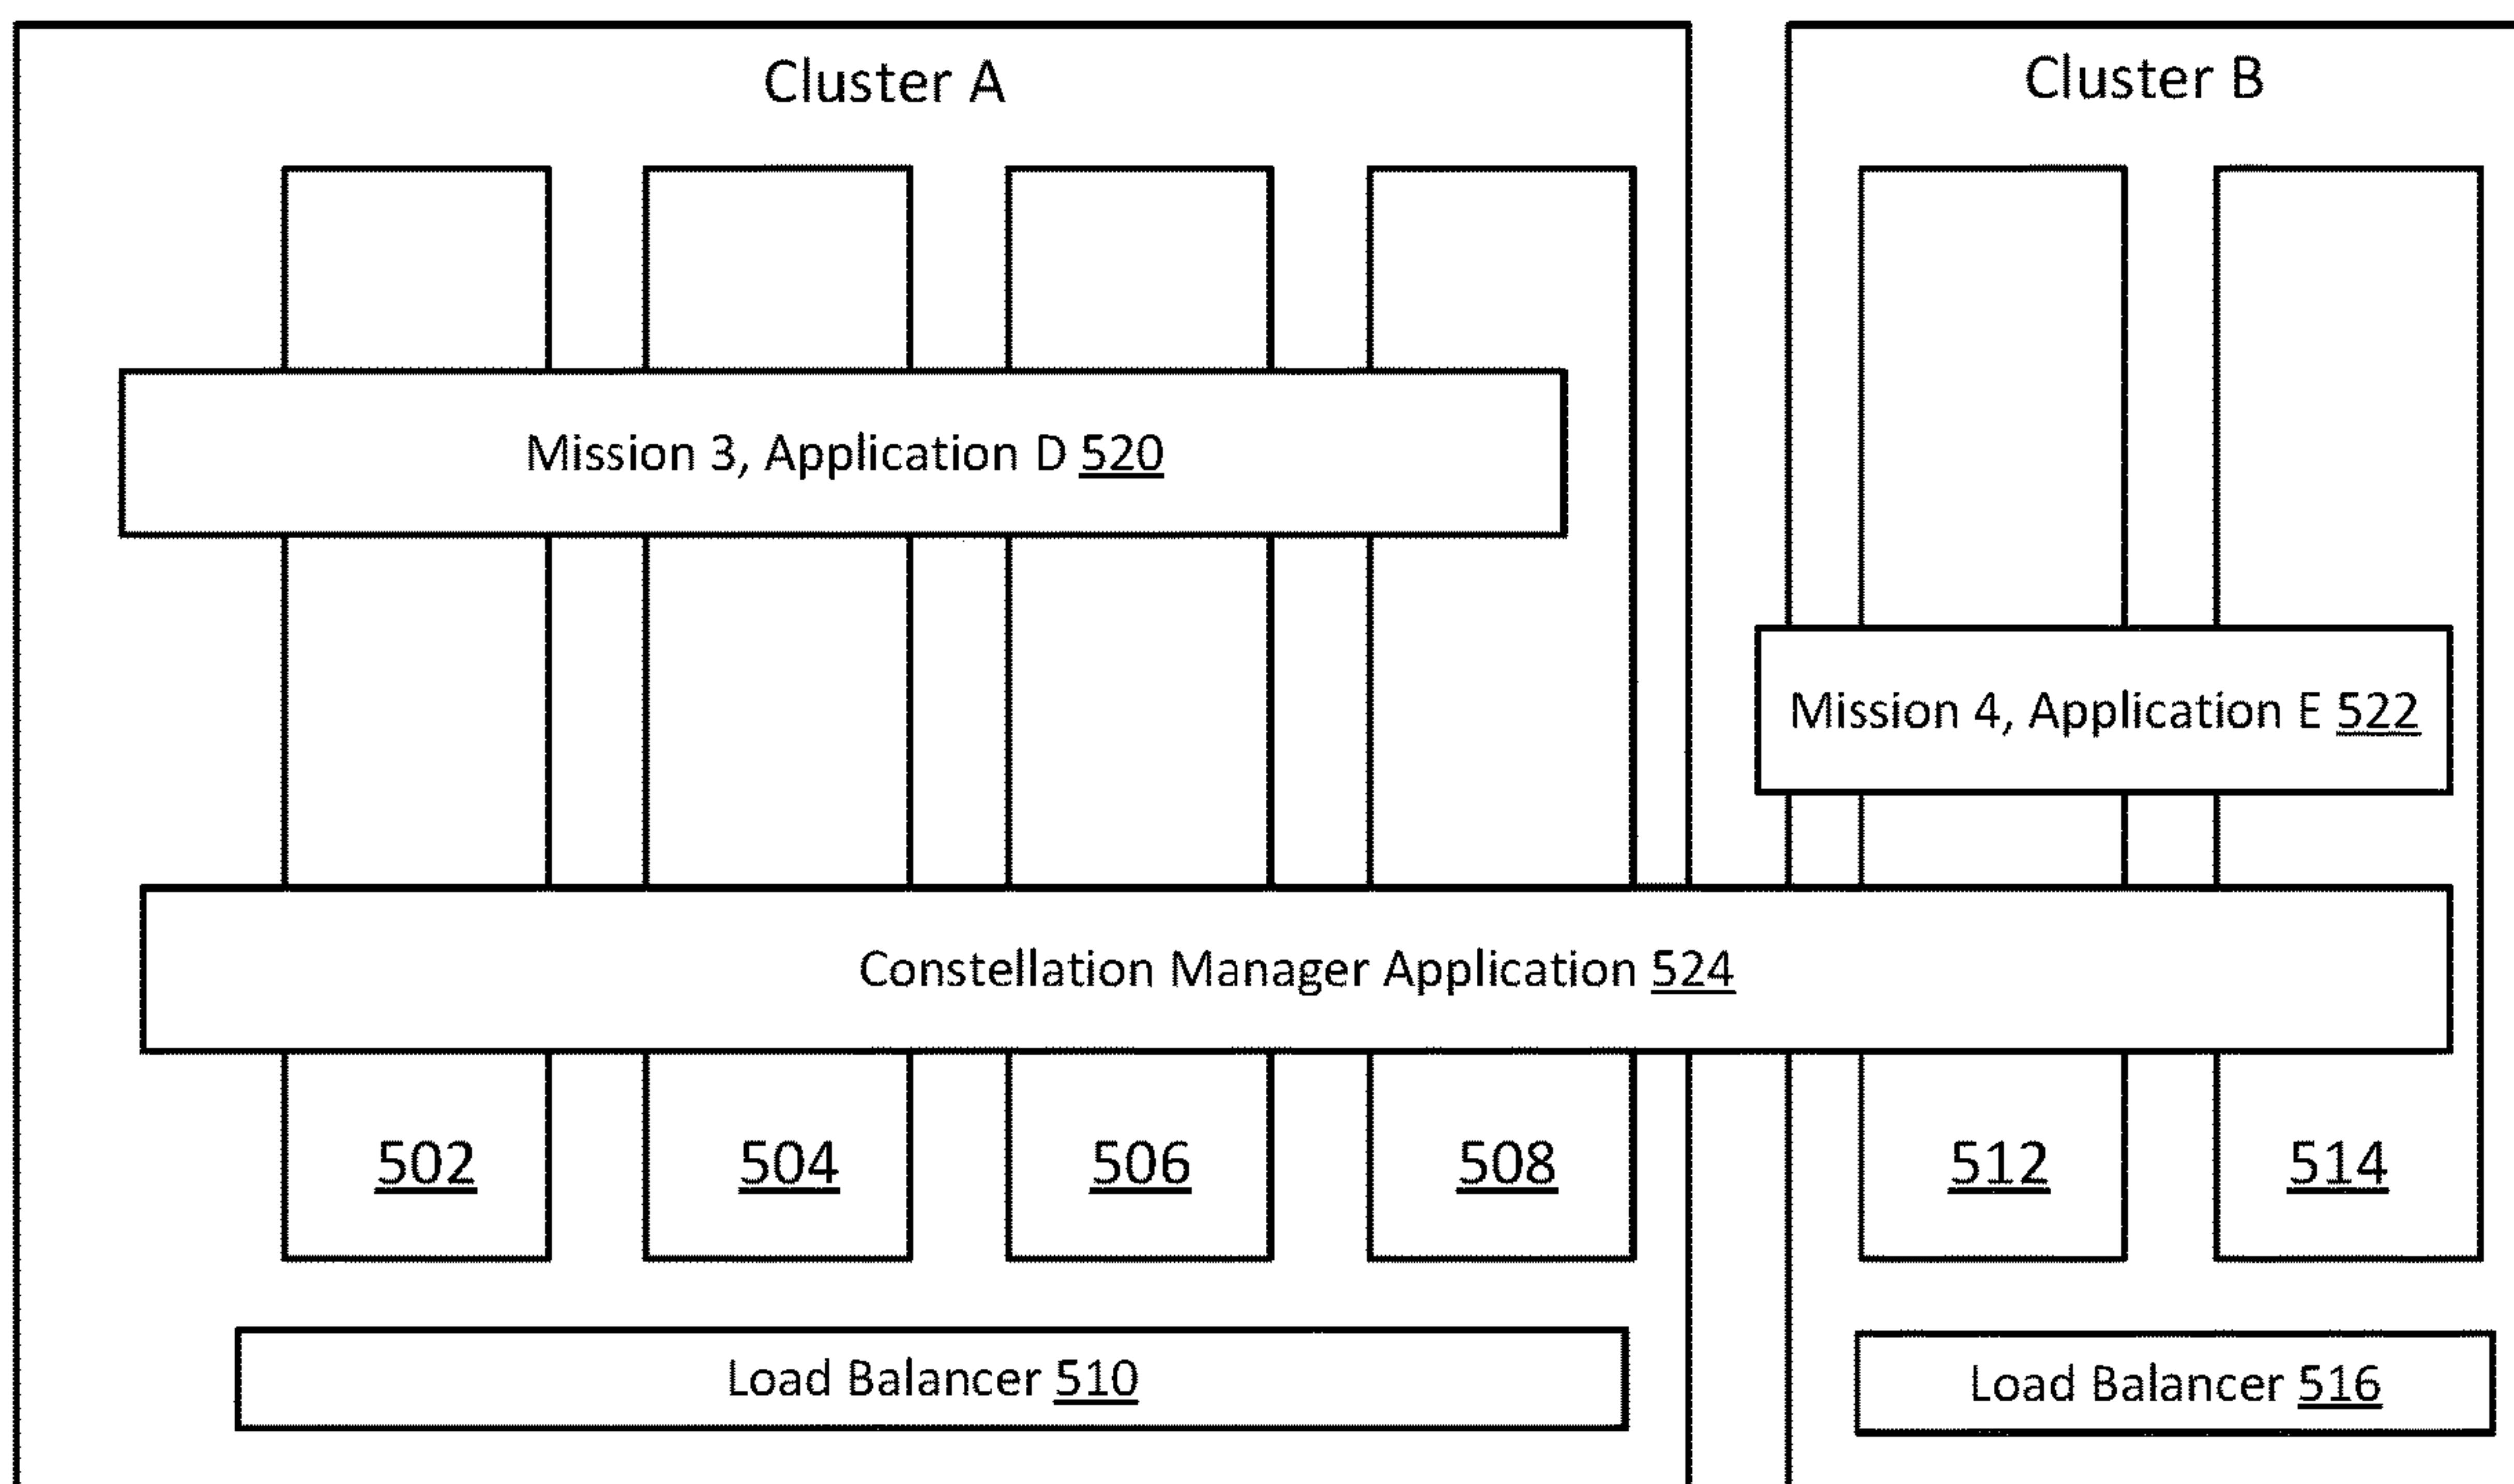 Cluster A
Cluster B
Mission 3, Application D 520
Mission 4, Application E 522
Constellation Manager Application 524
502
504
506
508
512
514
Load Balancer 510
Load Balancer 516